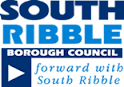 SOUTH
RIBBLE
BOROUGH COUNCIL
forward with
South Ribble